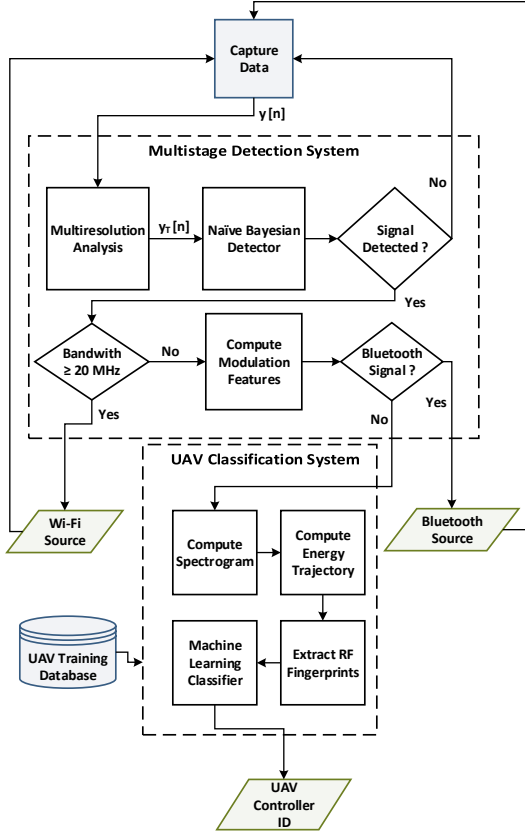 Capture
Data
y[n]
Multistage Detection System
No
Multiresolution
Analysis
yT[n]
Naïve Bayesian
Detector
Signal
Detected ?
Yes
Bandwith
≥ 20 MHz
No
Compute
Modulation
Features
Bluetooth
Signal ?
Yes
No
Yes
UAV Classification System
Wi-Fi
Source
Compute
Spectrogram
Compute
Energy
Trajectory
Bluetooth
Source
UAV Training
Database
Machine
Learning
Classifier
Extract RF
Fingerprints
UAV
Controller
ID